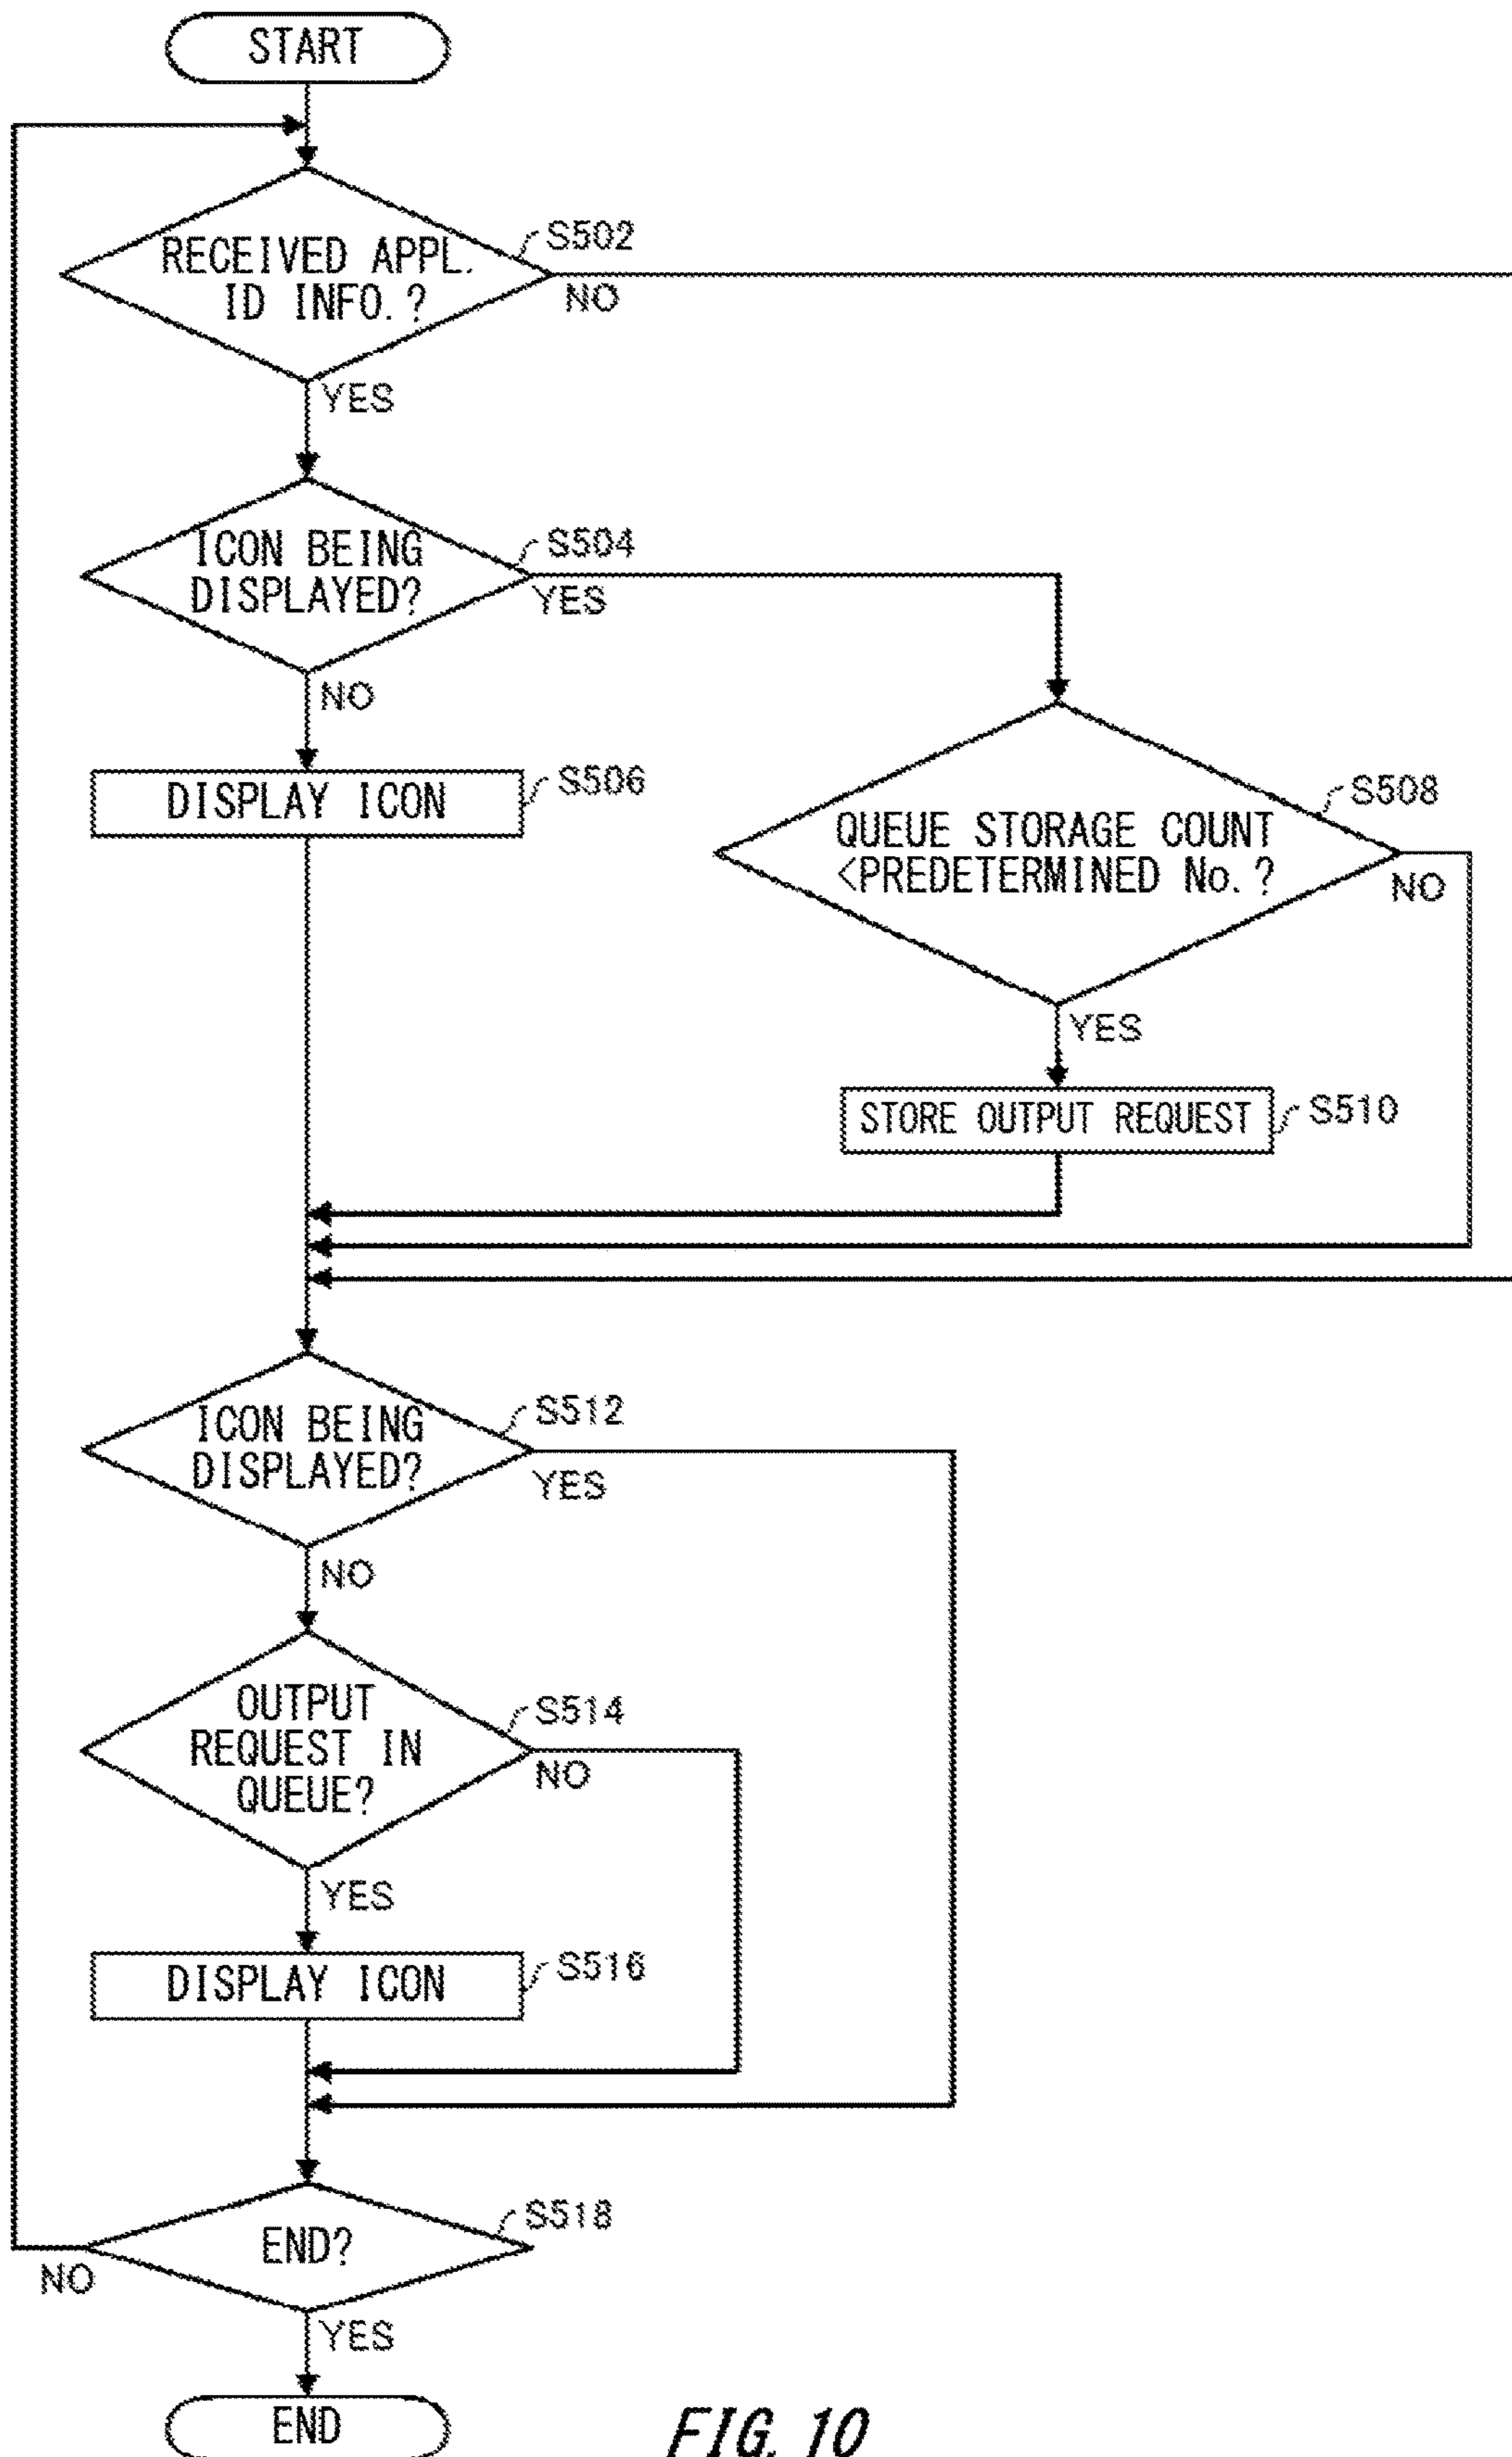 START
RECEIVED APPL.
ID INFO.?
S502
NO
YES
ICON BEING
DISPLAYED?
S504
YES
NO
DISPLAY ICON
S506
QUEUE STORAGE COUNT
<PREDETERMINED No.?
S508
NO
YES
STORE OUTPUT REQUEST
S510
ICON BEING
DISPLAYED?
S512
YES
NO
OUTPUT
REQUEST IN
QUEUE?
S514
NO
YES
DISPLAY ICON
S516
END?
S518
NO
YES
END
FIG. 10